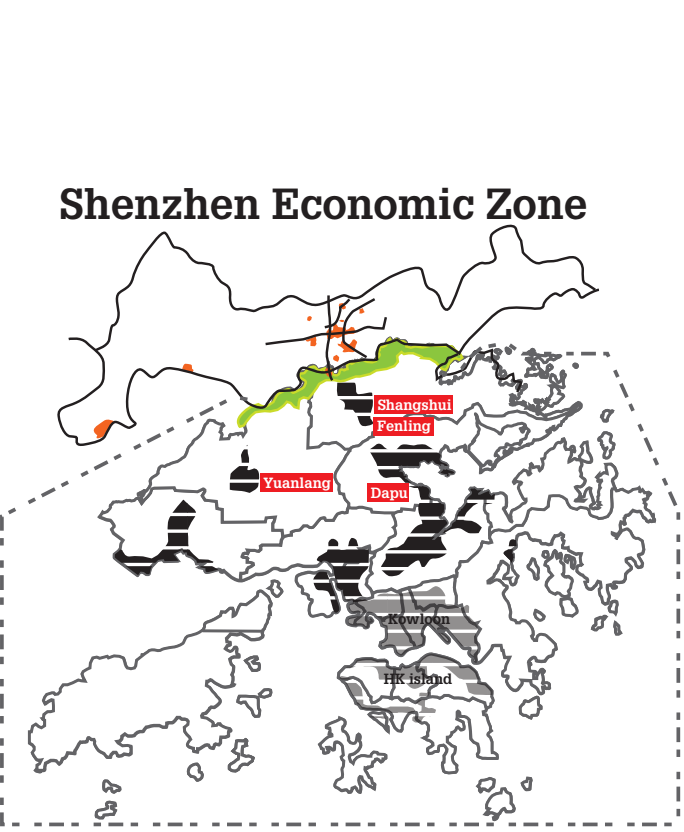 Shenzhen Economic Zone
Shangshui
Fenling
Yuanlang
Dapu
Kowloon
HK island